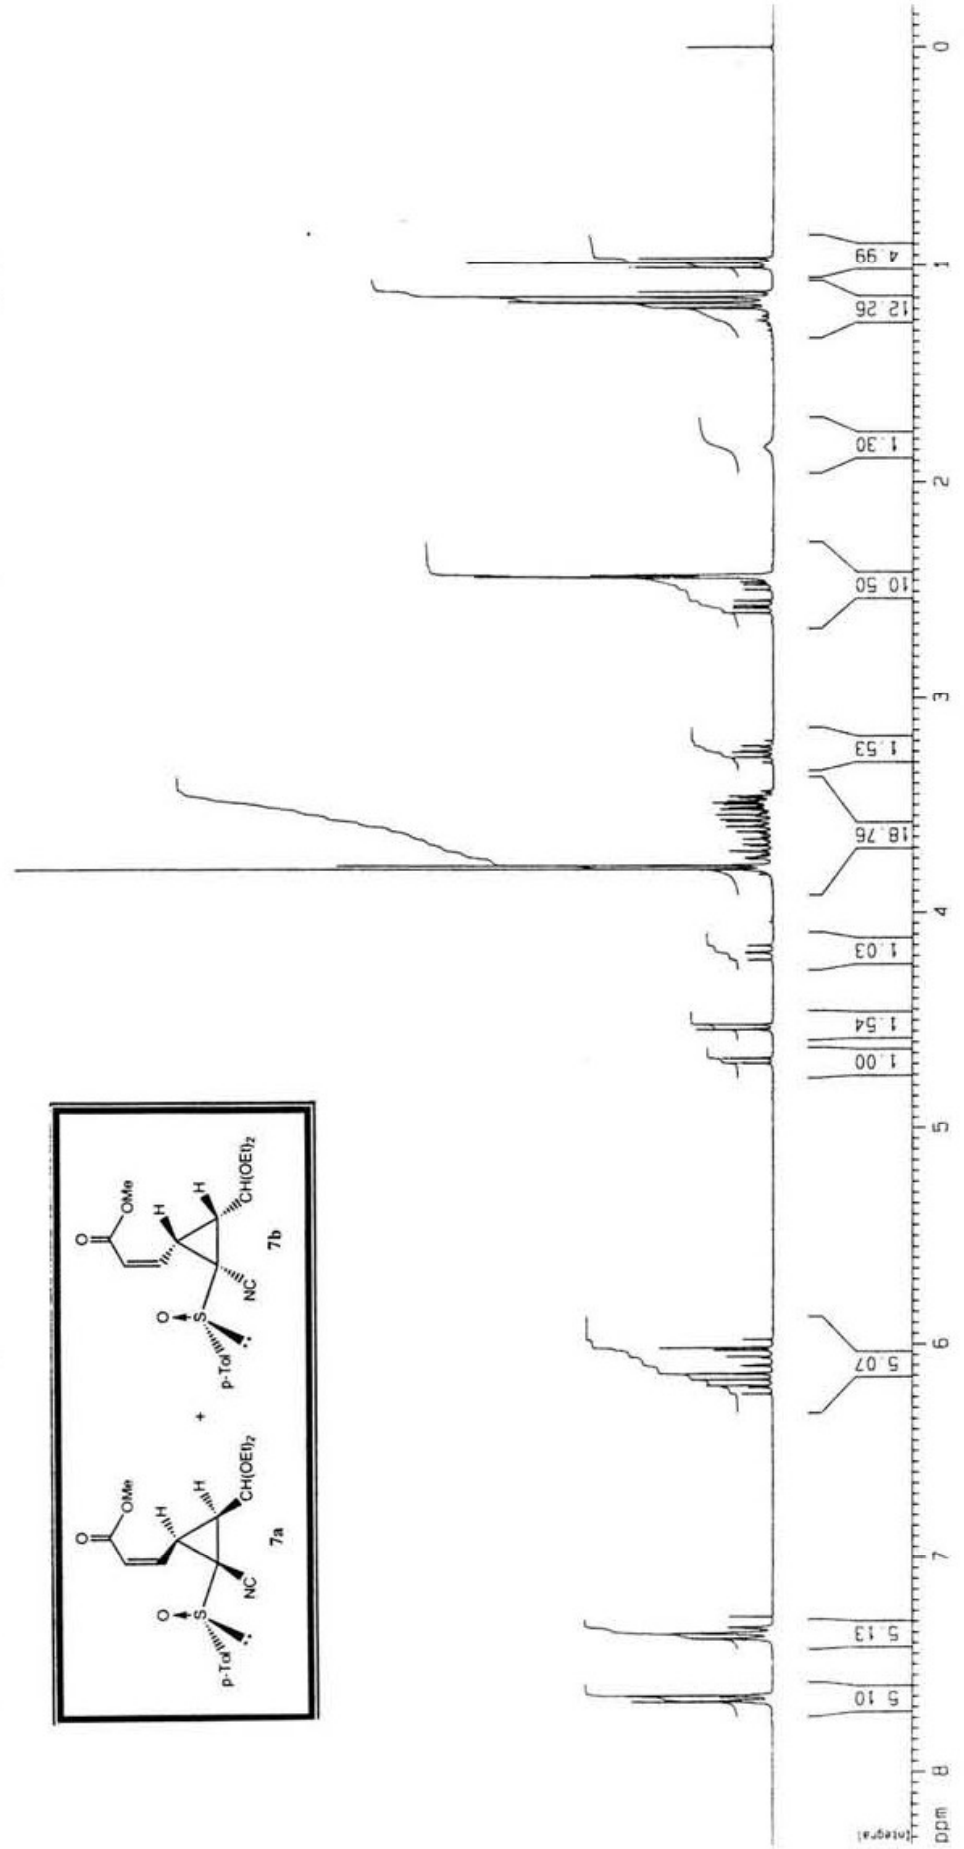 O
OMe
H
H
O
S
p-Tol
NC
CH(OEt)2
7a
+
O
OMe
H
H
O
S
p-Tol
NC
CH(OEt)2
7b
Integral
5.10
5.13
5.07
1.00
1.54
1.03
18.76
1.53
10.50
1.30
12.26
4.99
ppm 8 7 6 5 4 3 2 1 0